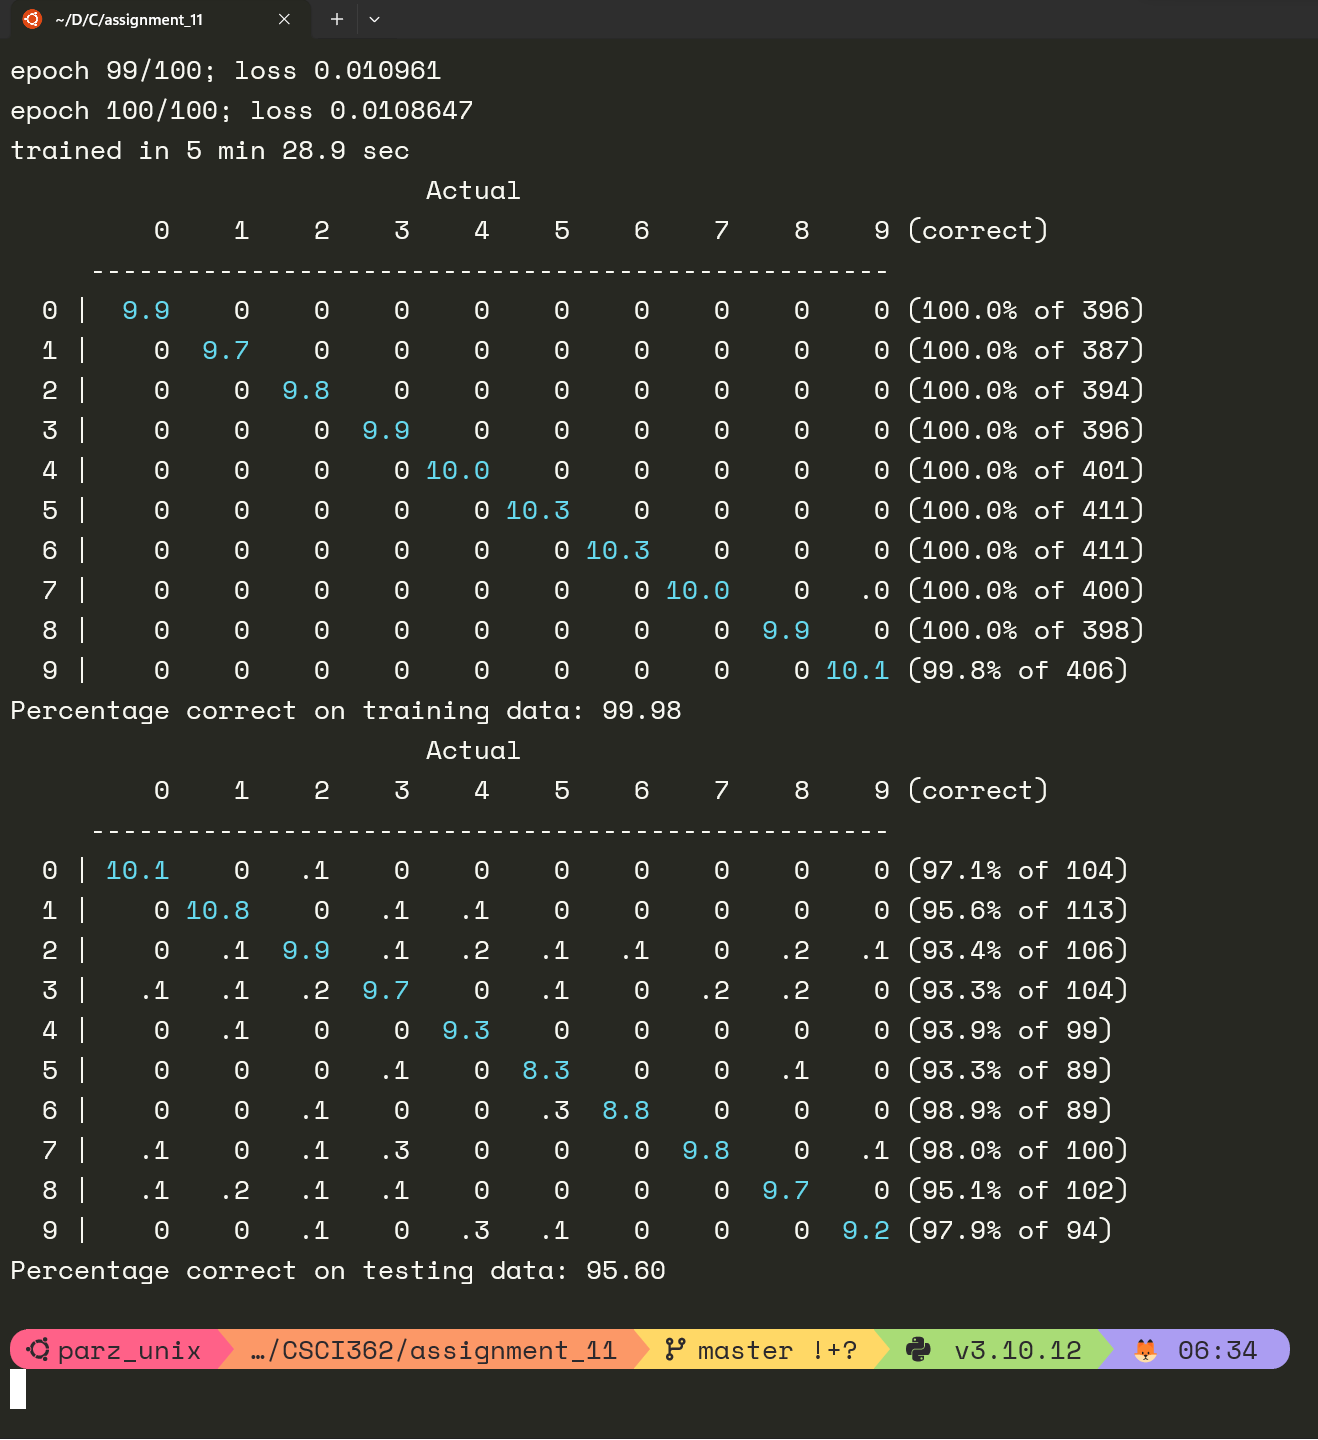 ~/D/C/assignment_11
epoch 99/100; loss 0.010961
epoch 100/100; loss 0.0108647
trained in 5 min 28.9 sec
Actual
0 1 2 3 4 5 6 7 8 9 (correct)
--------------------------------------------------
0 | 9.9 0 0 0 0 0 0 0 0 0 (100.0% of 396)
1 | 0 9.7 0 0 0 0 0 0 0 0 (100.0% of 387)
2 | 0 0 9.8 0 0 0 0 0 0 0 (100.0% of 394)
3 | 0 0 0 9.9 0 0 0 0 0 0 (100.0% of 396)
4 | 0 0 0 0 10.0 0 0 0 0 0 (100.0% of 401)
5 | 0 0 0 0 0 10.3 0 0 0 0 (100.0% of 411)
6 | 0 0 0 0 0 0 10.3 0 0 0 (100.0% of 411)
7 | 0 0 0 0 0 0 0 10.0 0 .0 (100.0% of 400)
8 | 0 0 0 0 0 0 0 0 9.9 0 (100.0% of 398)
9 | 0 0 0 0 0 0 0 0 0 10.1 (99.8% of 406)
Percentage correct on training data: 99.98
Actual
0 1 2 3 4 5 6 7 8 9 (correct)
--------------------------------------------------
0 | 10.1 0 .1 0 0 0 0 0 0 0 (97.1% of 104)
1 | 0 10.8 0 .1 .1 0 0 0 0 0 (95.6% of 113)
2 | 0 .1 9.9 .1 .2 .1 .1 0 .2 .1 (93.4% of 106)
3 | .1 .1 .2 9.7 0 .1 0 .2 .2 0 (93.3% of 104)
4 | 0 .1 0 0 9.3 0 0 0 0 0 (93.9% of 99)
5 | 0 0 0 .1 0 8.3 0 0 .1 0 (93.3% of 89)
6 | 0 0 .1 0 0 .3 8.8 0 0 0 (98.9% of 89)
7 | .1 0 .1 .3 0 0 0 9.8 0 .1 (98.0% of 100)
8 | .1 .2 .1 .1 0 0 0 0 9.7 0 (95.1% of 102)
9 | 0 0 .1 0 .3 .1 0 0 0 9.2 (97.9% of 94)
Percentage correct on testing data: 95.60
parz_unix …/CSCI362/assignment_11 master !+? v3.10.12 06:34